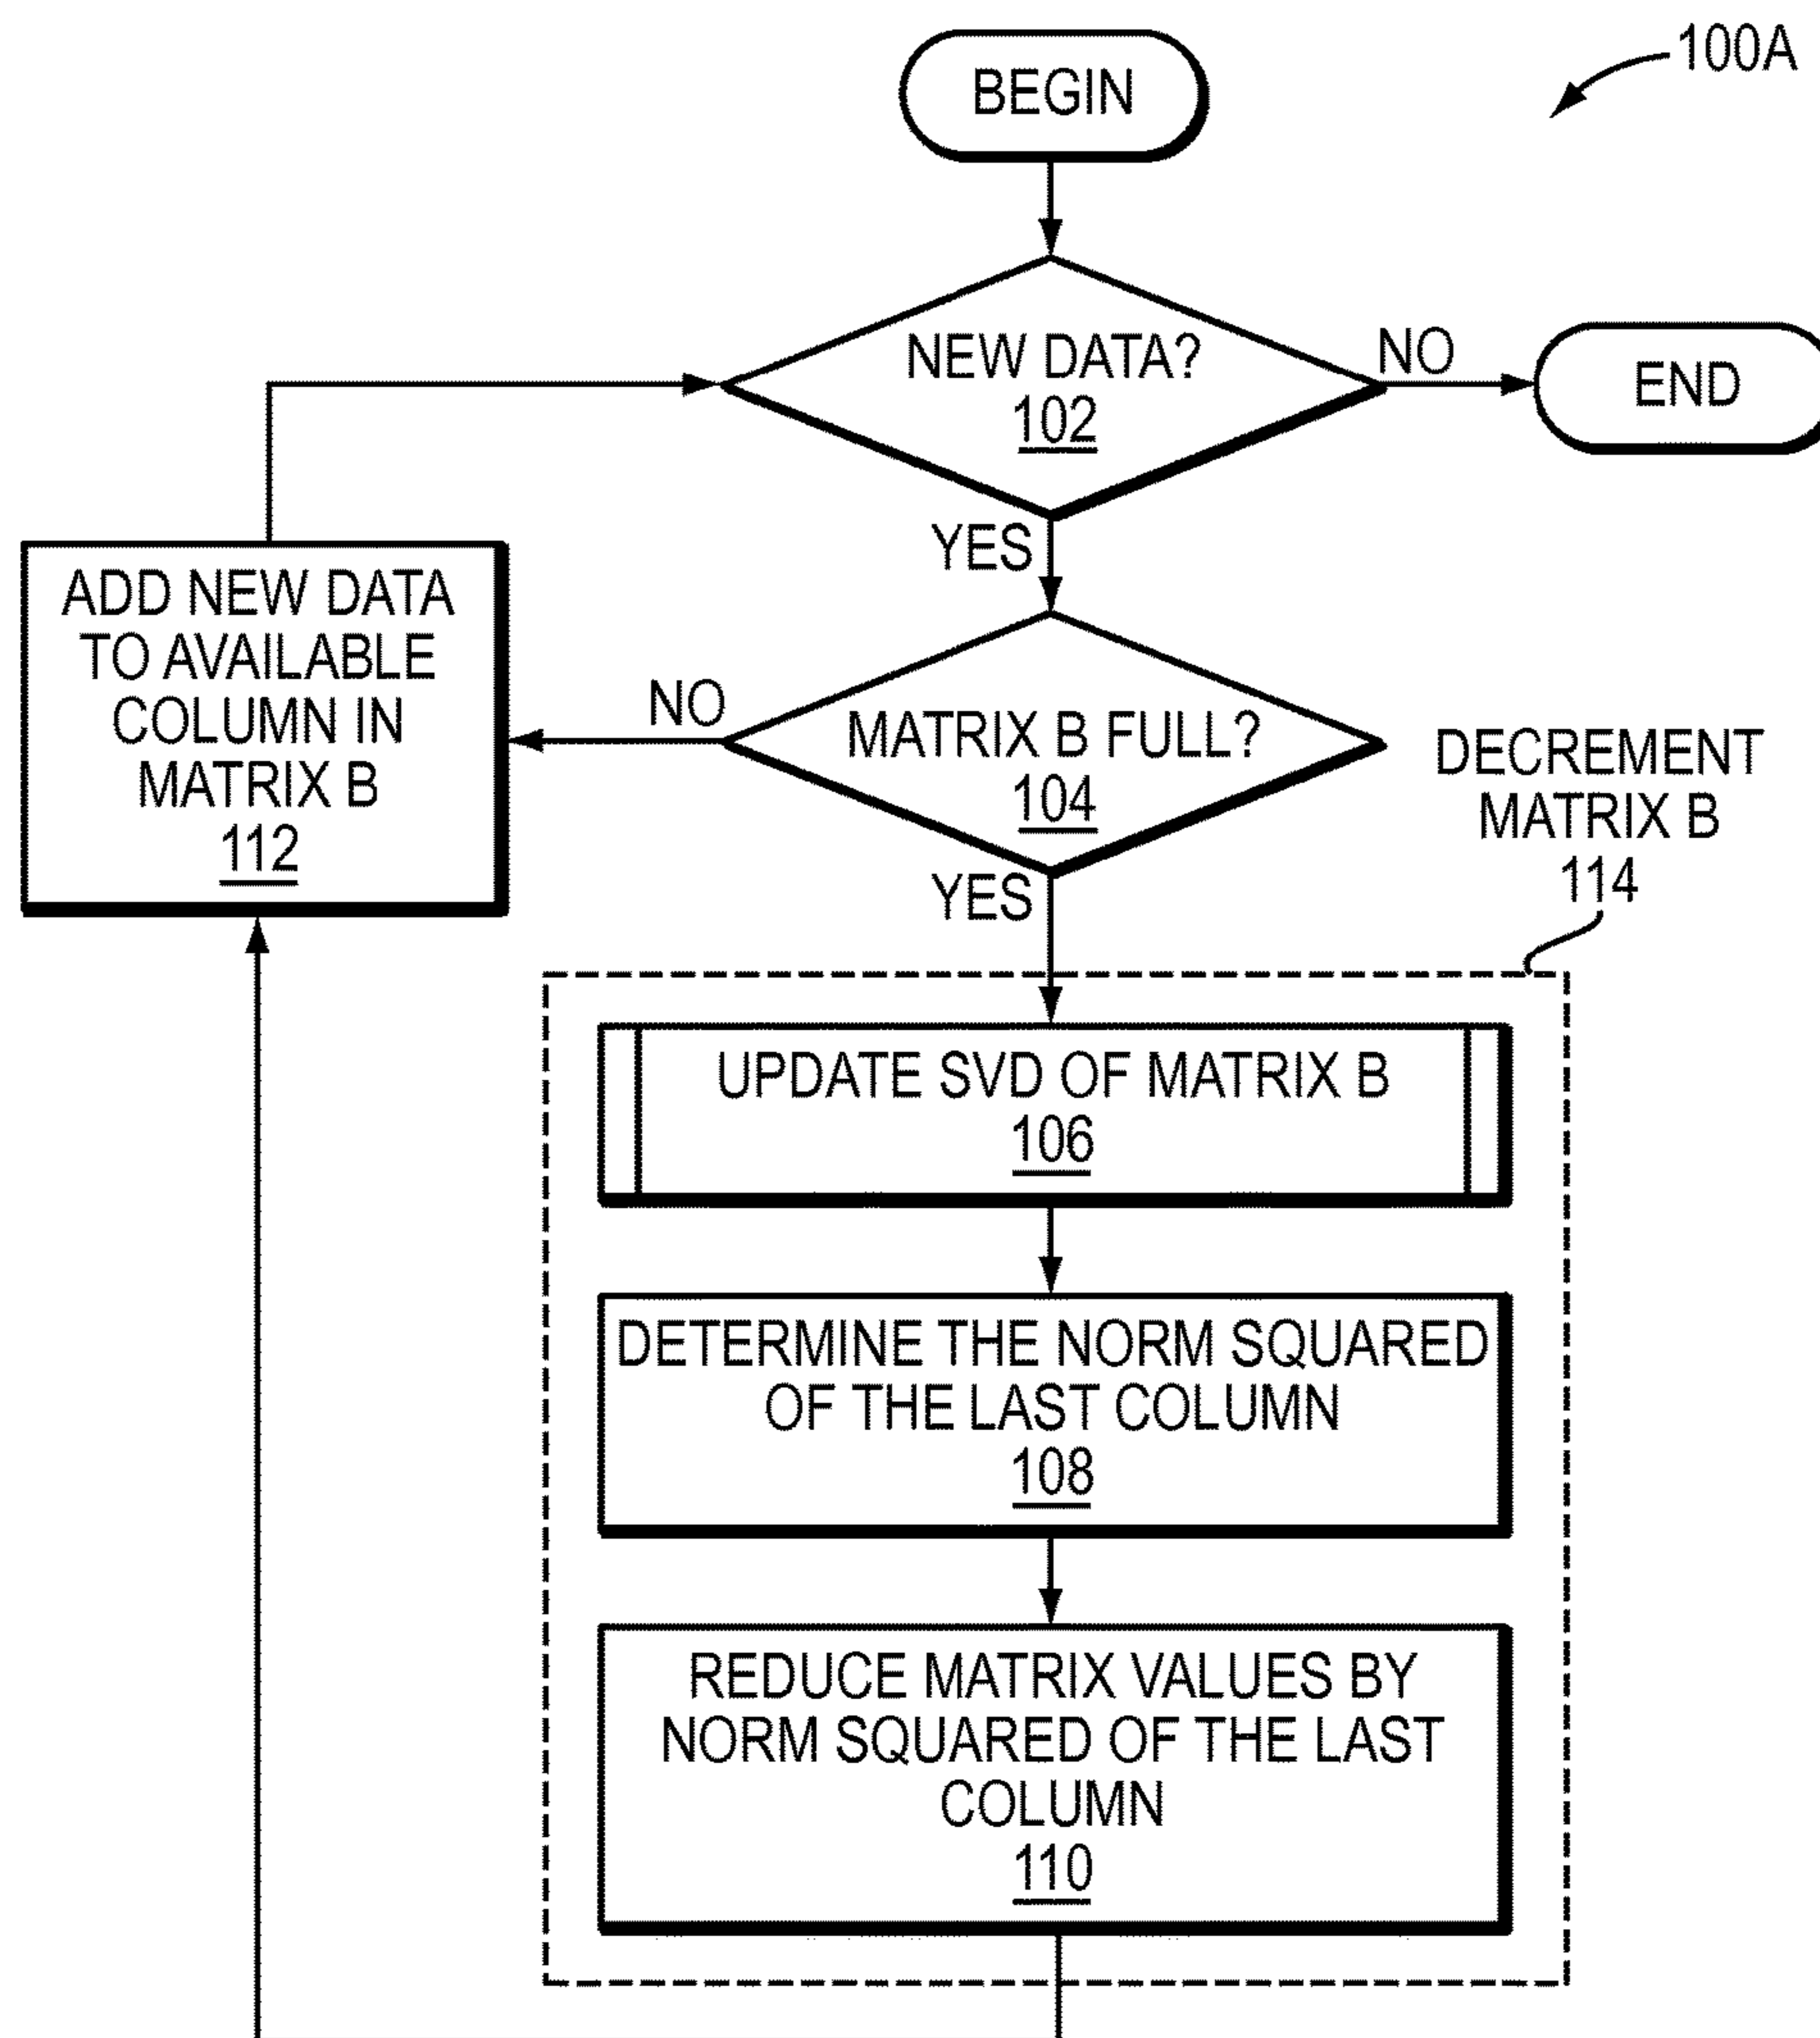 100A
BEGIN
NEW DATA?
102
NO
END
YES
ADD NEW DATA
TO AVAILABLE
COLUMN IN
MATRIX B
112
NO
MATRIX B FULL?
104
DECREMENT
MATRIX B
114
YES
UPDATE SVD OF MATRIX B
106
DETERMINE THE NORM SQUARED
OF THE LAST COLUMN
108
REDUCE MATRIX VALUES BY
NORM SQUARED OF THE LAST
COLUMN
110